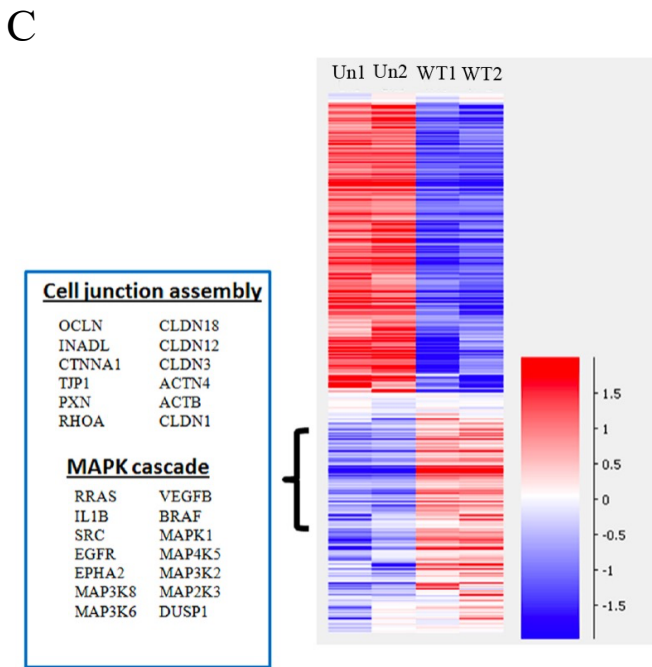 C
Un1 Un2 WT1 WT2
Cell junction assembly
OCLN CLDN18
INADL CLDN12
CTNNA1 CLDN3
TJP1 ACTN4
PXN ACTB
RHOA CLDN1
MAPK cascade
RRAS VEGFB
IL1B BRAF
SRC MAPK1
EGFR MAP4K5
EPHA2 MAP3K2
MAP3K8 MAP2K3
MAP3K6 DUSP1
1.5
1
0.5
0
-0.5
-1
-1.5